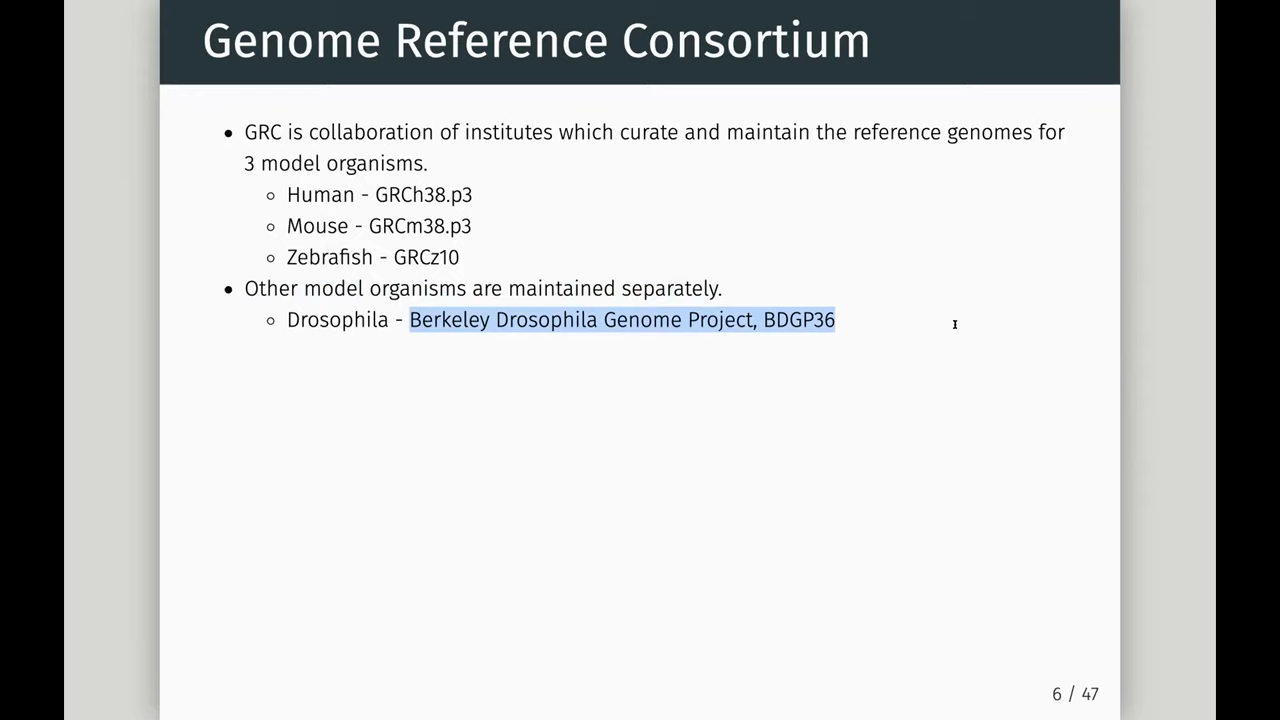 Genome Reference Consortium
• GRC is collaboration of institutes which curate and maintain the reference genomes for
3 model organisms.
◦ Human - GRCh38.p3
◦ Mouse - GRCm38.p3
◦ Zebrafish - GRCz10
• Other model organisms are maintained separately.
◦ Drosophila - Berkeley Drosophila Genome Project, BDGP36
6 / 47